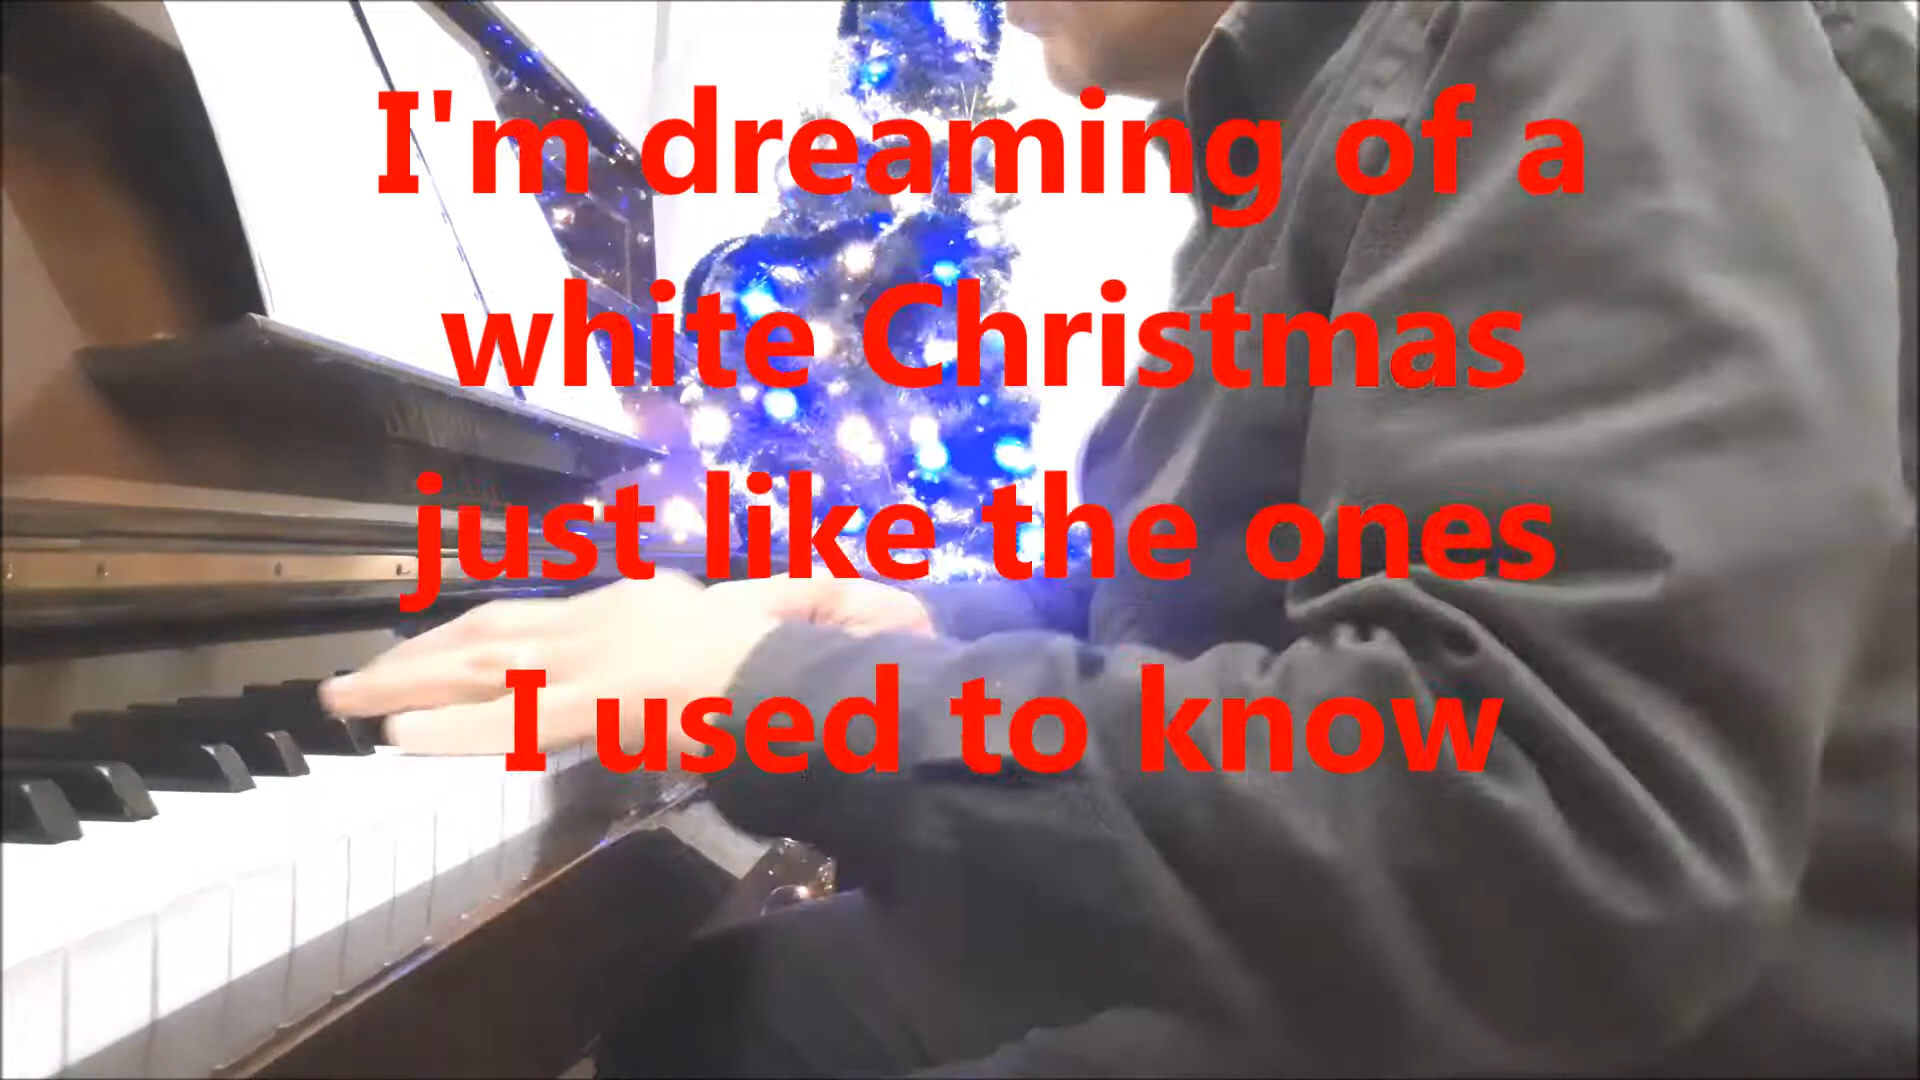 I'm dreaming of a
white Christmas
just like the ones
I used to know